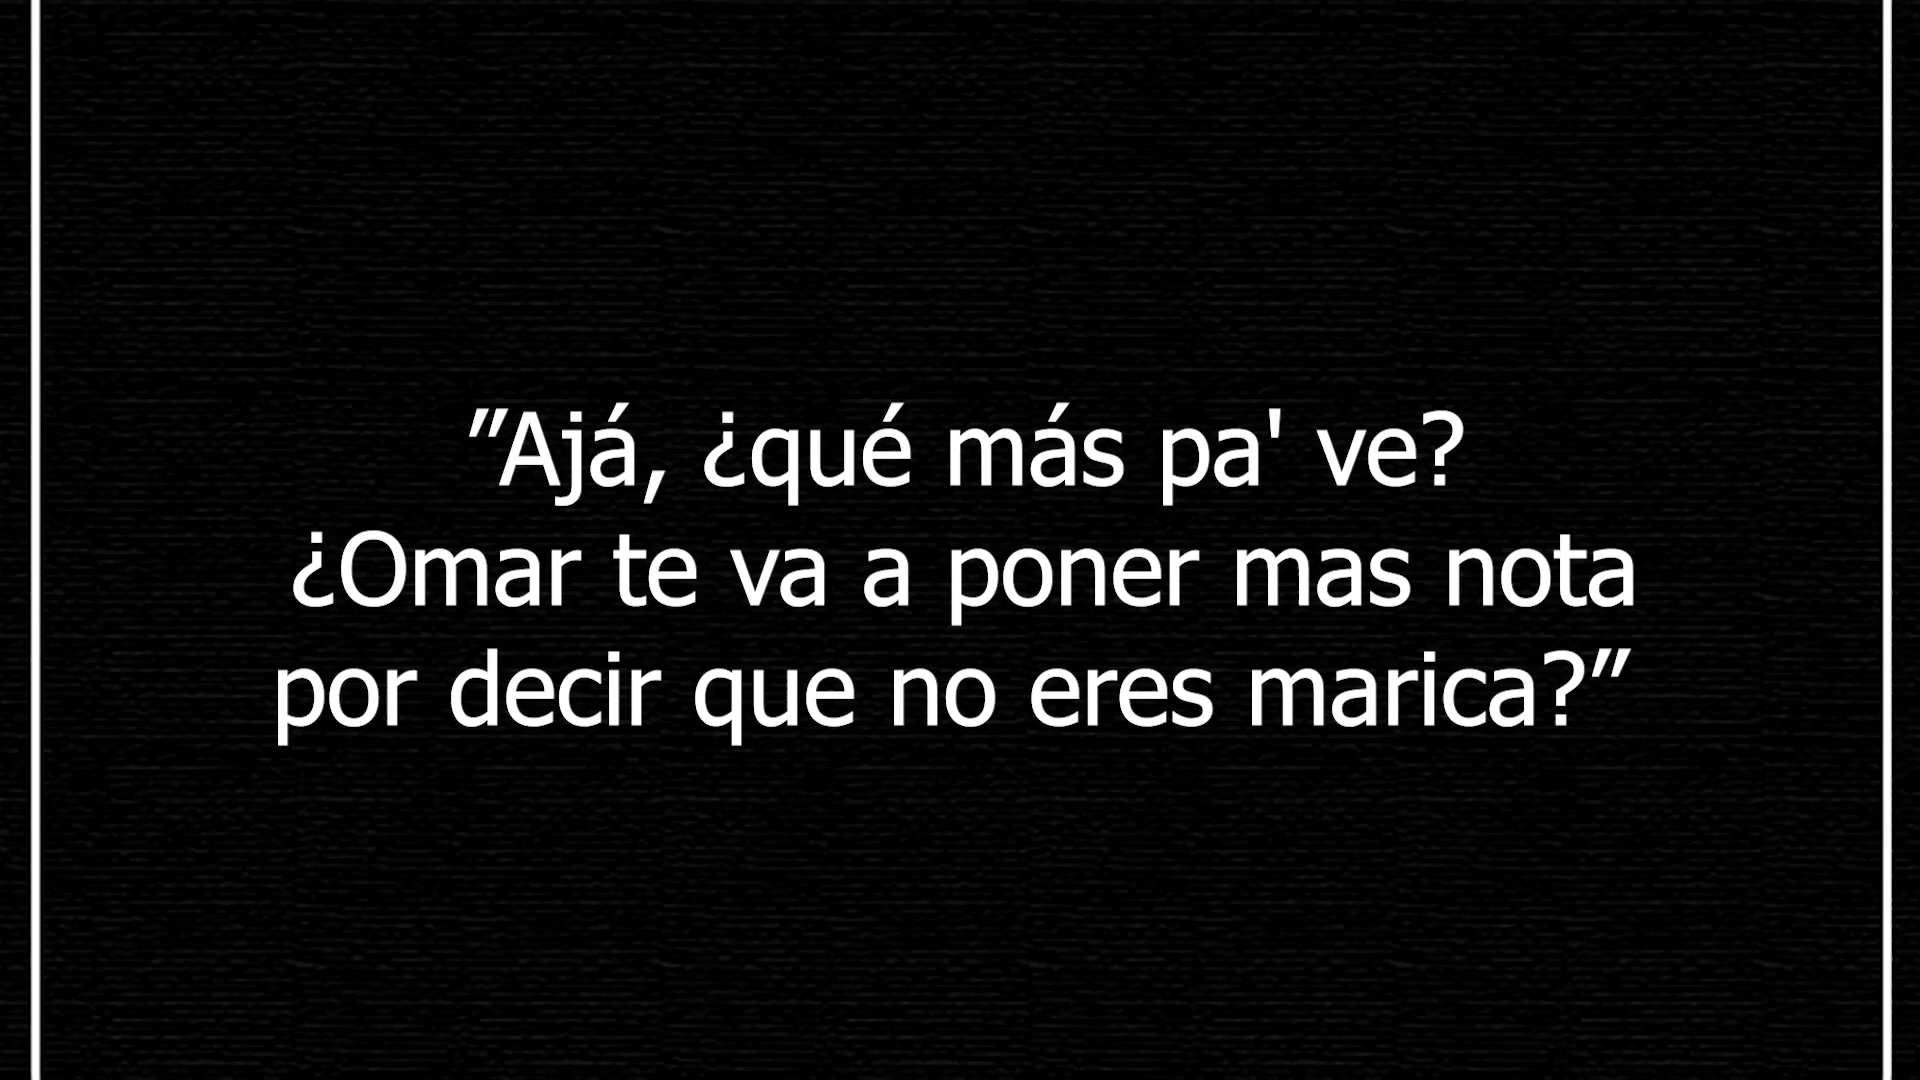 ”Ajá, ¿qué más pa' ve?
¿Omar te va a poner mas nota
por decir que no eres marica?”